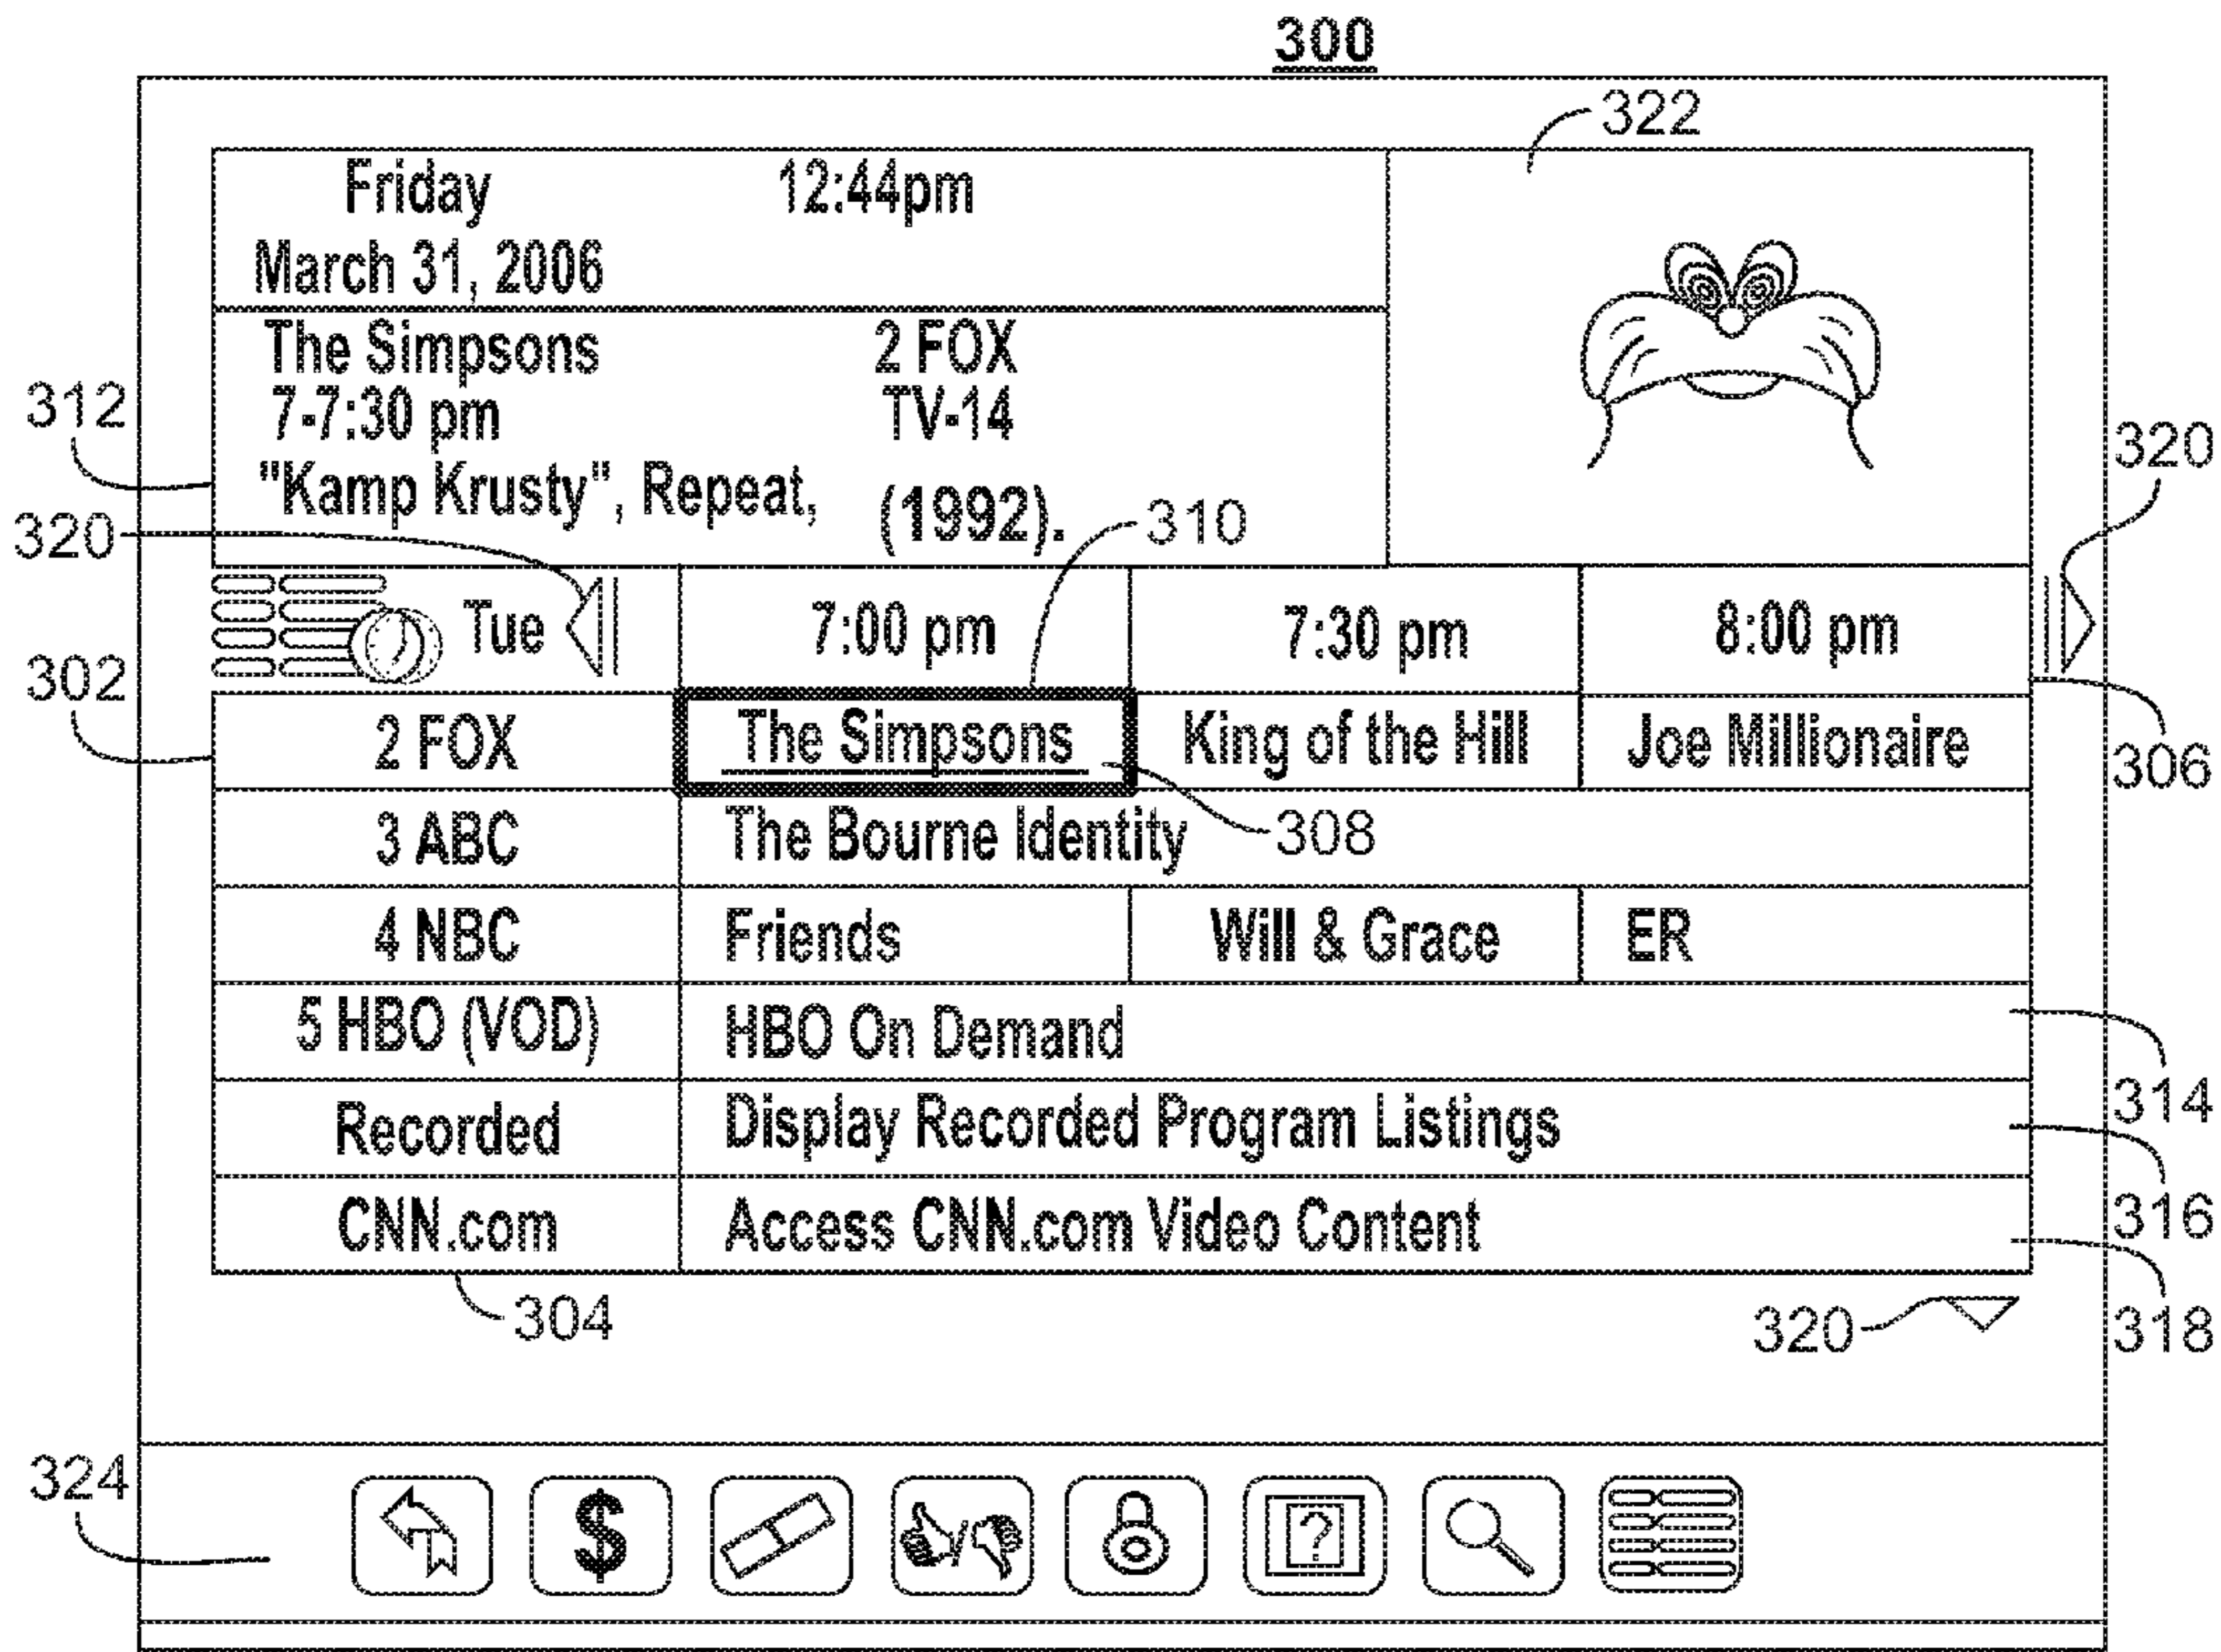 300
322
Friday 12:44pm
March 31, 2006
The Simpsons 2 FOX
312
7-7:30 pm TV-14
320
"Kamp Krusty", Repeat, (1992).
310
320
Tue 7:00 pm 7:30 pm 8:00 pm
302
2 FOX The Simpsons King of the Hill Joe Millionaire
306
3 ABC The Bourne Identity
308
4 NBC Friends Will & Grace ER
5 HBO (VOD) HBO On Demand
314
Recorded Display Recorded Program Listings
316
CNN.com Access CNN.com Video Content
304
320
318
324
$ ?